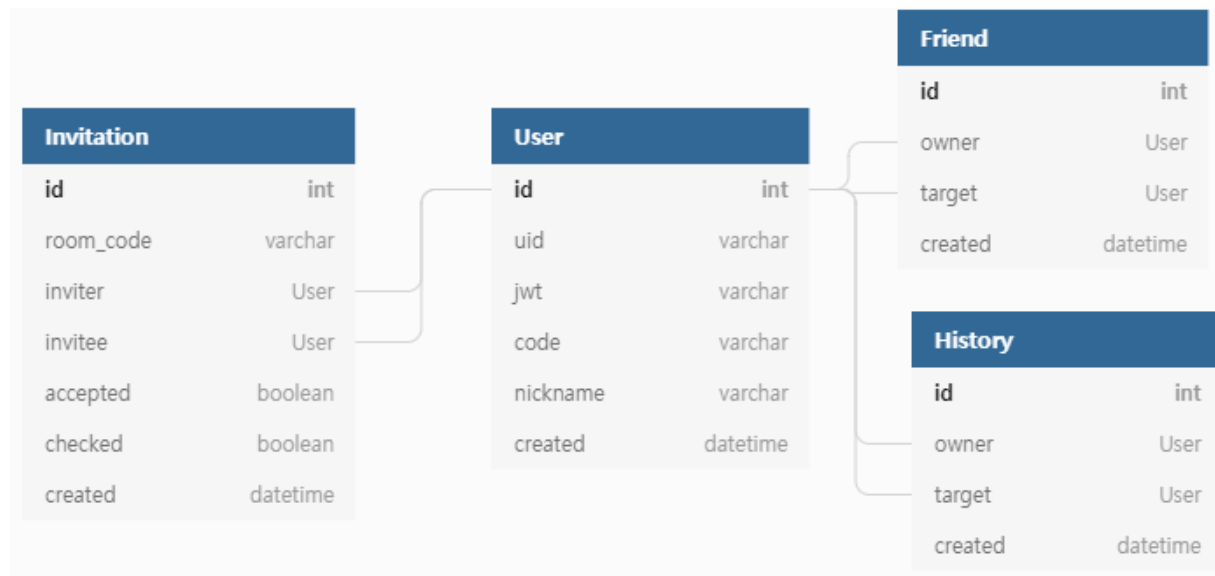 Invitation
id int
room_code varchar
inviter User
invitee User
accepted boolean
checked boolean
created datetime
User
id int
uid varchar
jwt varchar
code varchar
nickname varchar
created datetime
Friend
id int
owner User
target User
created datetime
History
id int
owner User
target User
created datetime